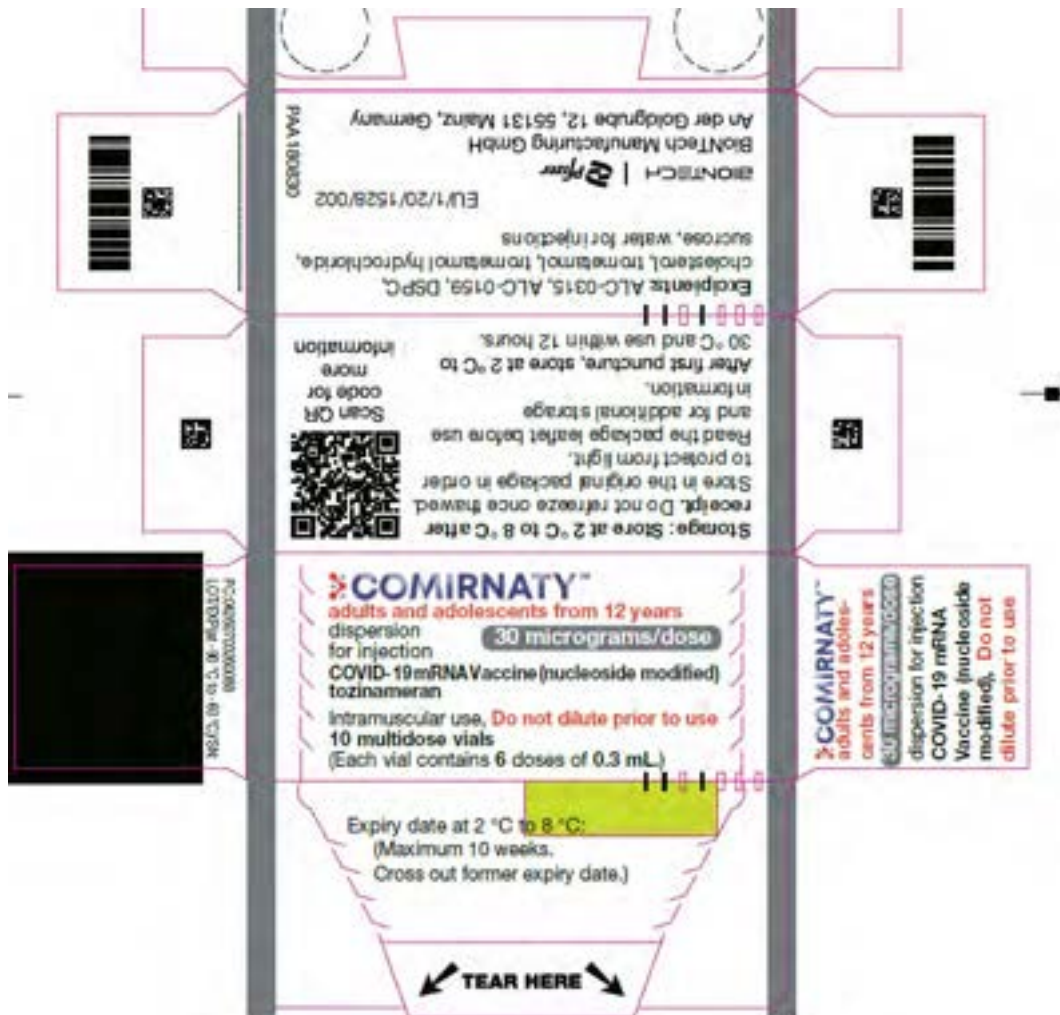 PAA180830
BIONTECH | Pfizer
BioNTech Manufacturing GmbH
An der Goldgrube 12, 55131 Mainz, Germany
EU/1/20/1528/002
Excipients: ALC-0315, ALC-0159, DSPC,
cholesterol, trometamol, trometamol hydrochloride,
sucrose, water for injections
Storage: Store at 2 °C to 8 °C after
receipt. Do not refreeze once thawed.
Store in the original package in order
to protect from light.
Read the package leaflet before use
and for additional storage
information.
After first puncture, store at 2 °C to
30 °C and use within 12 hours.
Scan QR
code for
more
information
COMIRNATY™
adults and adolescents from 12 years
dispersion
for injection
30 micrograms/dose
COVID-19 mRNA Vaccine (nucleoside modified)
tozinameran
Intramuscular use. Do not dilute prior to use
10 multidose vials
(Each vial contains 6 doses of 0.3 mL.)
Expiry date at 2 °C to 8 °C:
(Maximum 10 weeks.
Cross out former expiry date.)
TEAR HERE
COMIRNATY™
adults and adoles-
cents from 12 years
30 micrograms/dose
dispersion for injection
COVID-19 mRNA
Vaccine (nucleoside
modified), Do not
dilute prior to use